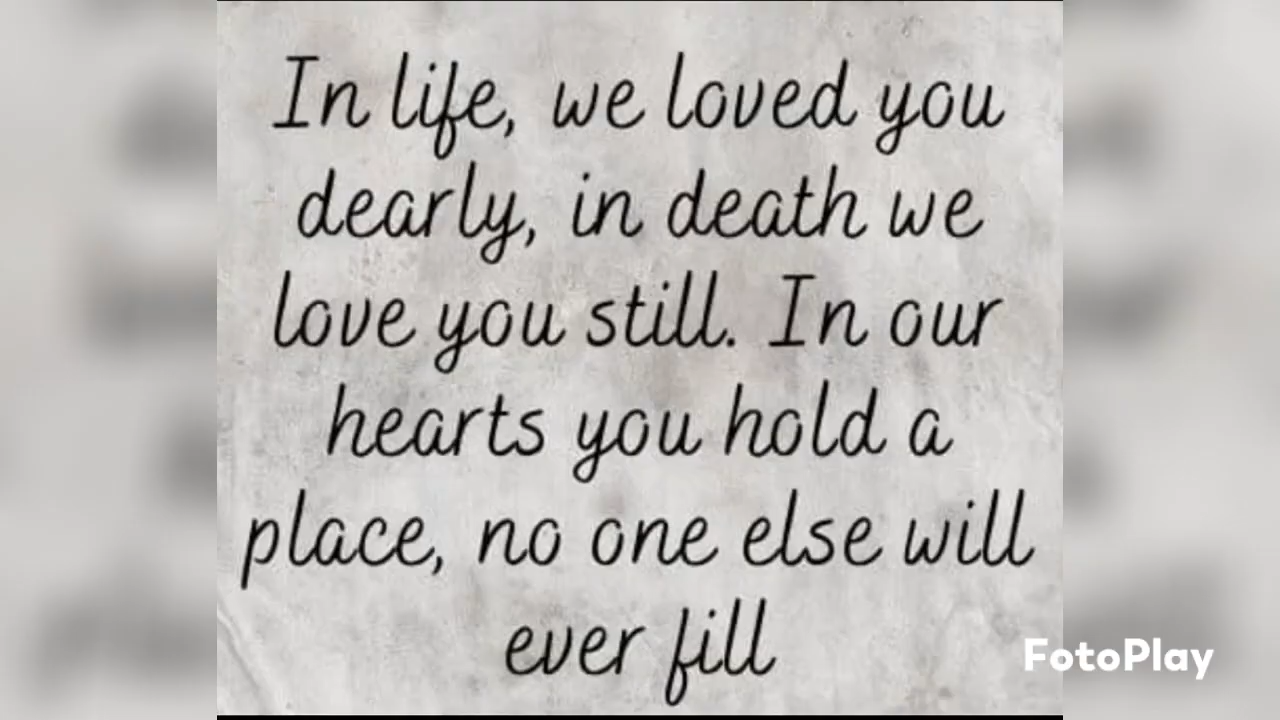 In life, we loved you
dearly, in death we
love you still. In our
hearts you hold a
place, no one else will
ever fill
FotoPlay